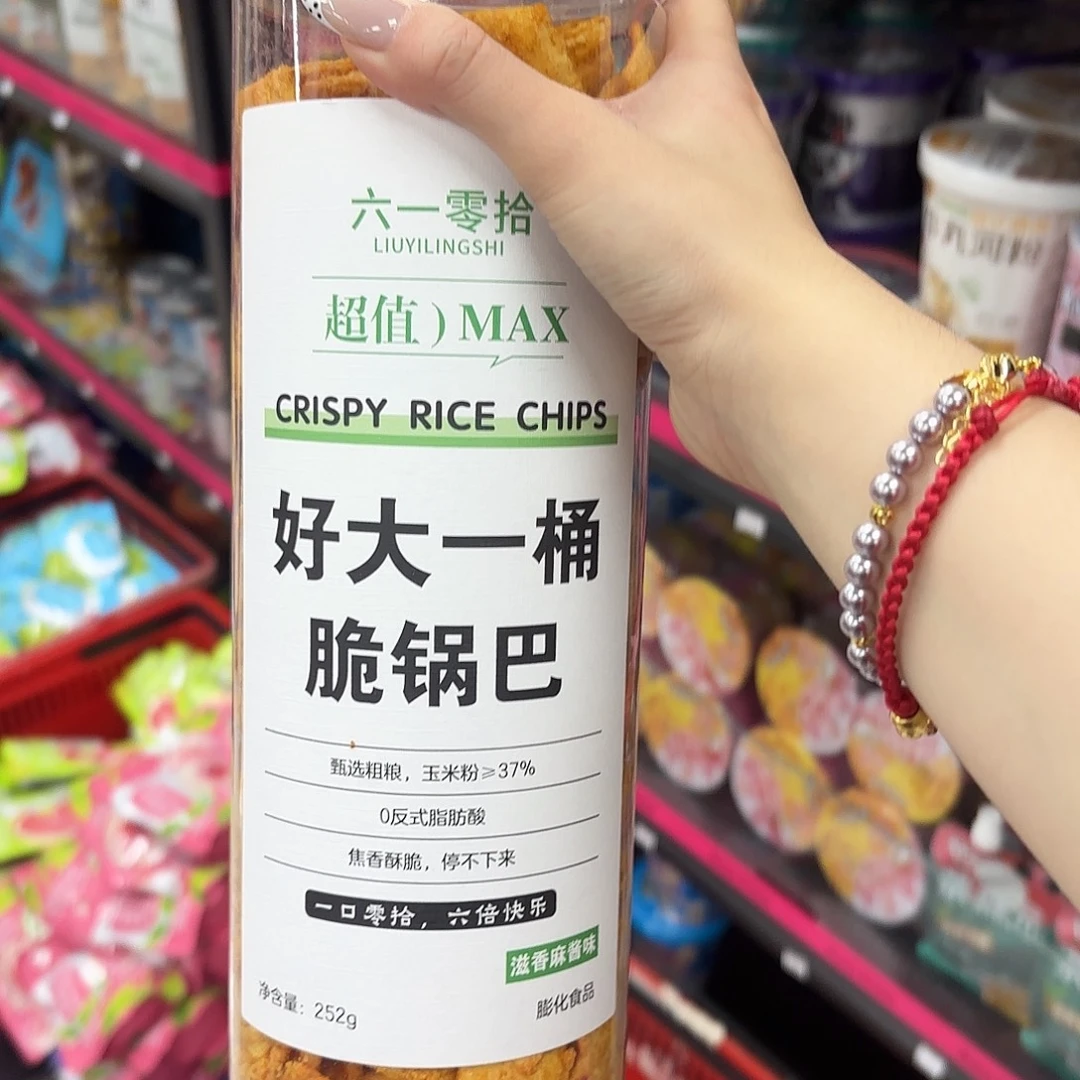 六一零拾
LIUYILINGSHI
超值）MAX
CRISPY RICE CHIPS
好大一桶
脆锅巴
甄选粗粮，玉米粉≥37%
0反式脂肪酸
焦香酥脆，停不下来
一口零拾，六倍快乐
滋香麻酱味
净含量：252g
膨化食品